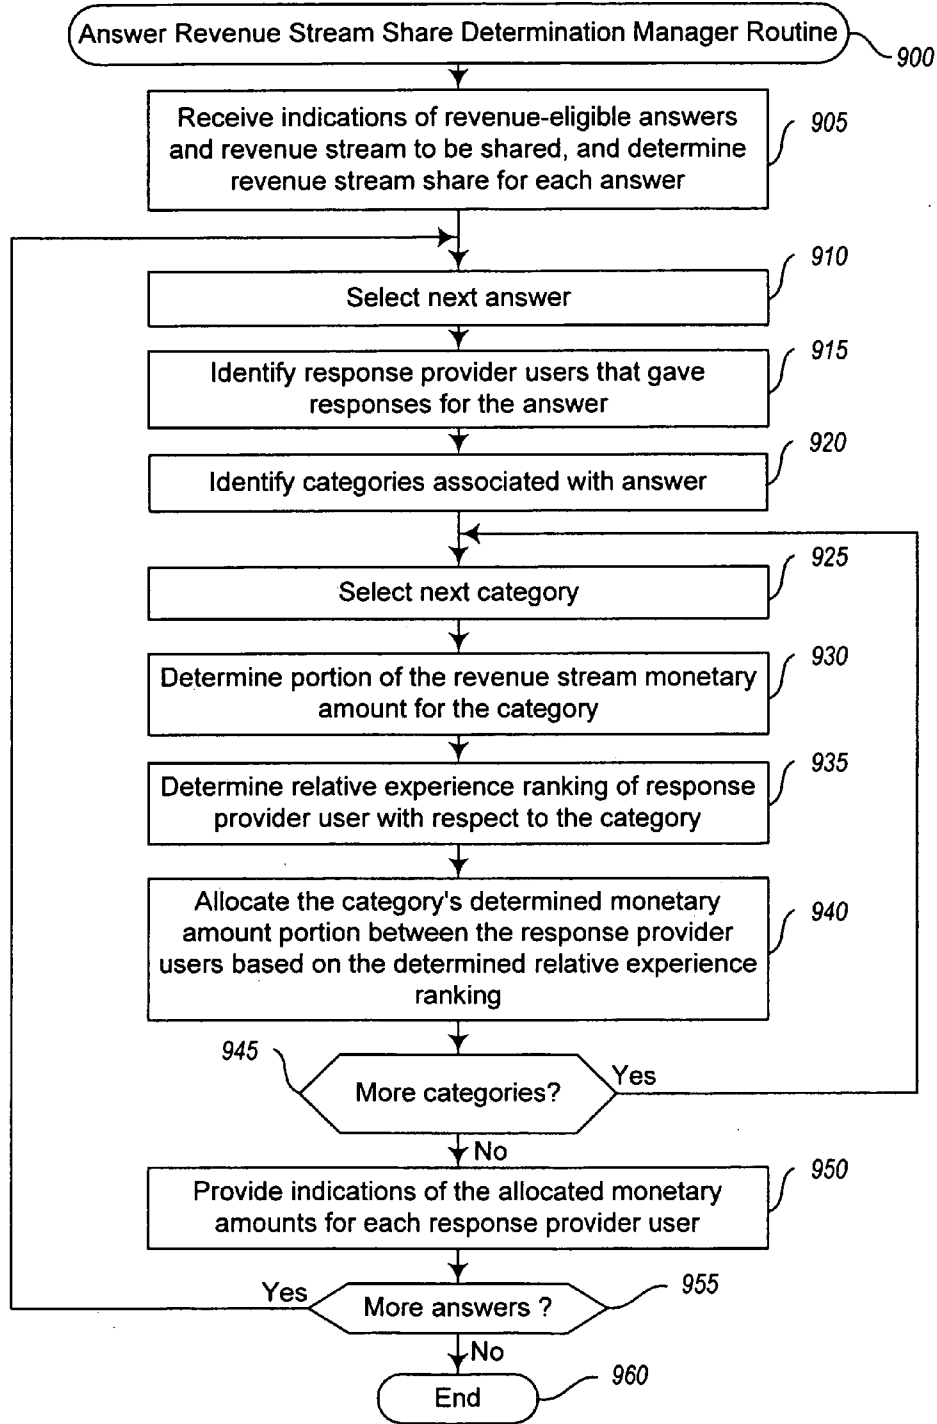 Answer Revenue Stream Share Determination Manager Routine
900
Receive indications of revenue-eligible answers
and revenue stream to be shared, and determine
revenue stream share for each answer
905
910
Select next answer
915
Identify response provider users that gave
responses for the answer
920
Identify categories associated with answer
925
Select next category
930
Determine portion of the revenue stream monetary
amount for the category
935
Determine relative experience ranking of response
provider user with respect to the category
Allocate the category's determined monetary
amount portion between the response provider
users based on the determined relative experience
ranking
940
945
More categories?
Yes
No
950
Provide indications of the allocated monetary
amounts for each response provider user
Yes
More answers ?
955
No
End
960